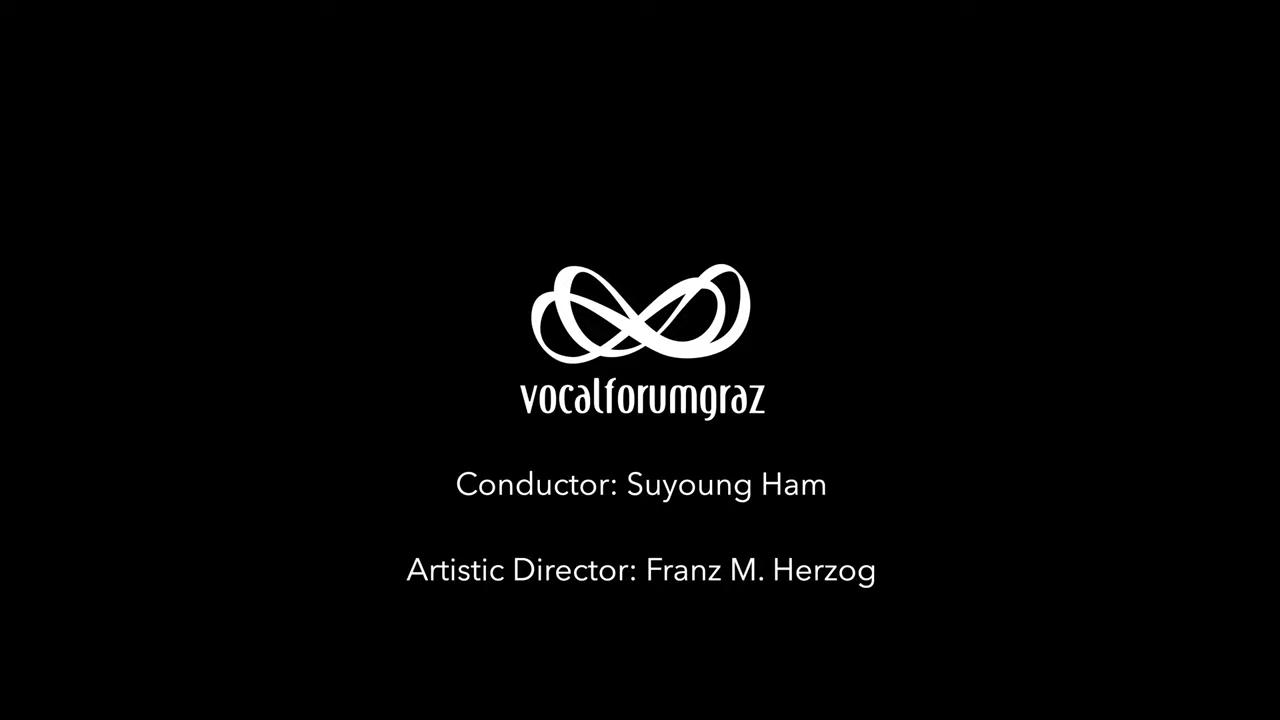 vocalforumgraz
Conductor: Suyoung Ham
Artistic Director: Franz M. Herzog